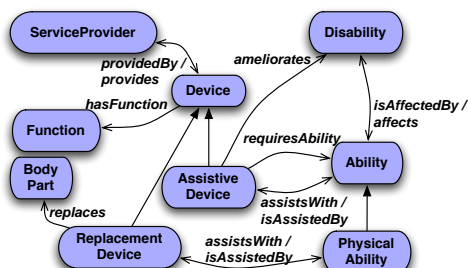 ServiceProvider
Disability
providedBy /
provides
ameliorates
Device
hasFunction
isAffectedBy /
affects
Function
requiresAbility
Body
Part
Assistive
Device
Ability
replaces
assistsWith /
isAssistedBy
Replacement
Device
assistsWith /
isAssistedBy
Physical
Ability